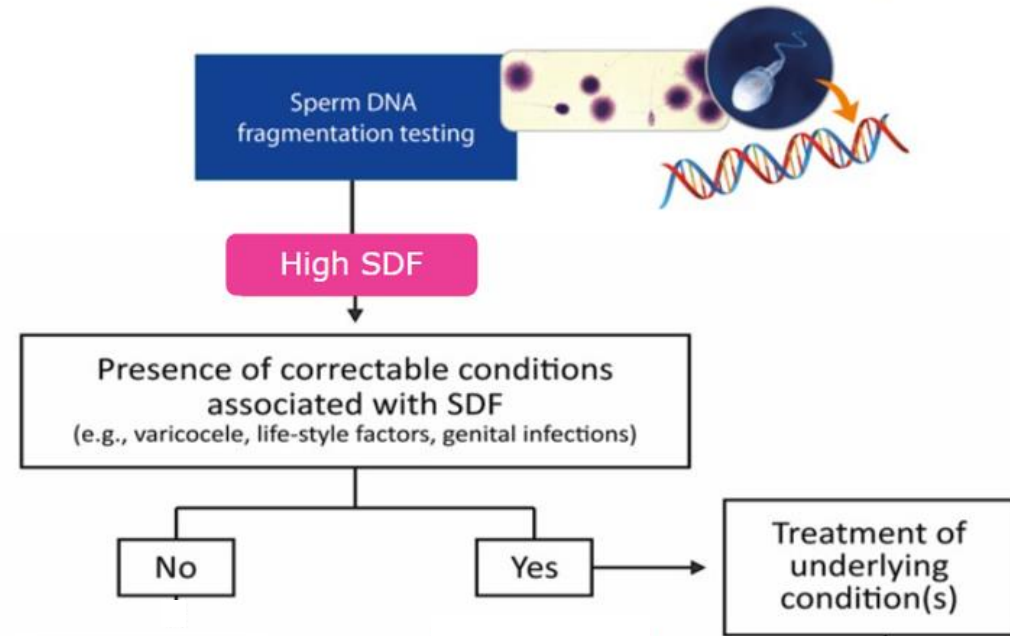 Sperm DNA
fragmentation testing
High SDF
Presence of correctable conditions
associated with SDF
(e.g., varicocele, life-style factors, genital infections)
No
Yes
Treatment of
underlying
condition(s)